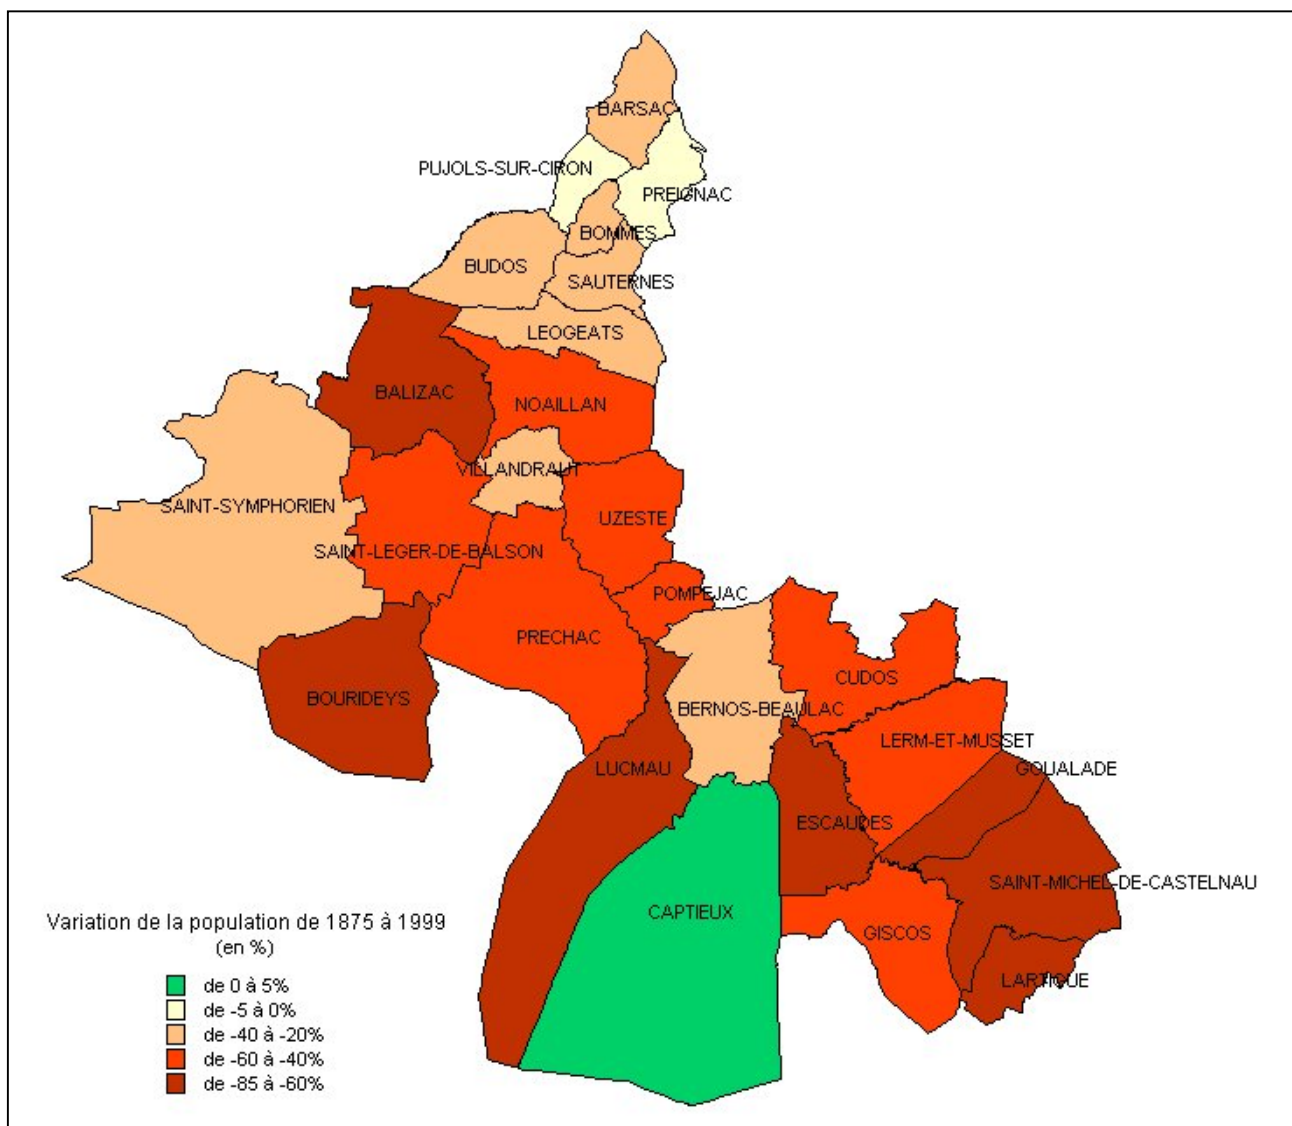 BARSAC
PUJOLS-SUR-CIRON
PREIGNAC
BOMMES
BUDOS
SAUTERNES
LEOGEATS
BALIZAC
NOAILLAN
VILLANDRAUT
SAINT-SYMPHORIEN
UZESTE
SAINT-LEGER-DE-BALSON
POMPEJAC
PRECHAC
CUDOS
BOURIDEYS
BERNOS-BEAULAC
LERM-ET-MUSSET
LUCMAU
GOUALADE
ESCAUDES
SAINT-MICHEL-DE-CASTELNAU
CAPTIEUX
GISCOS
LARTIGUE
Variation de la population de 1875 à 1999
(en %)
de 0 à 5%
de -5 à 0%
de -40 à -20%
de -60 à -40%
de -85 à -60%